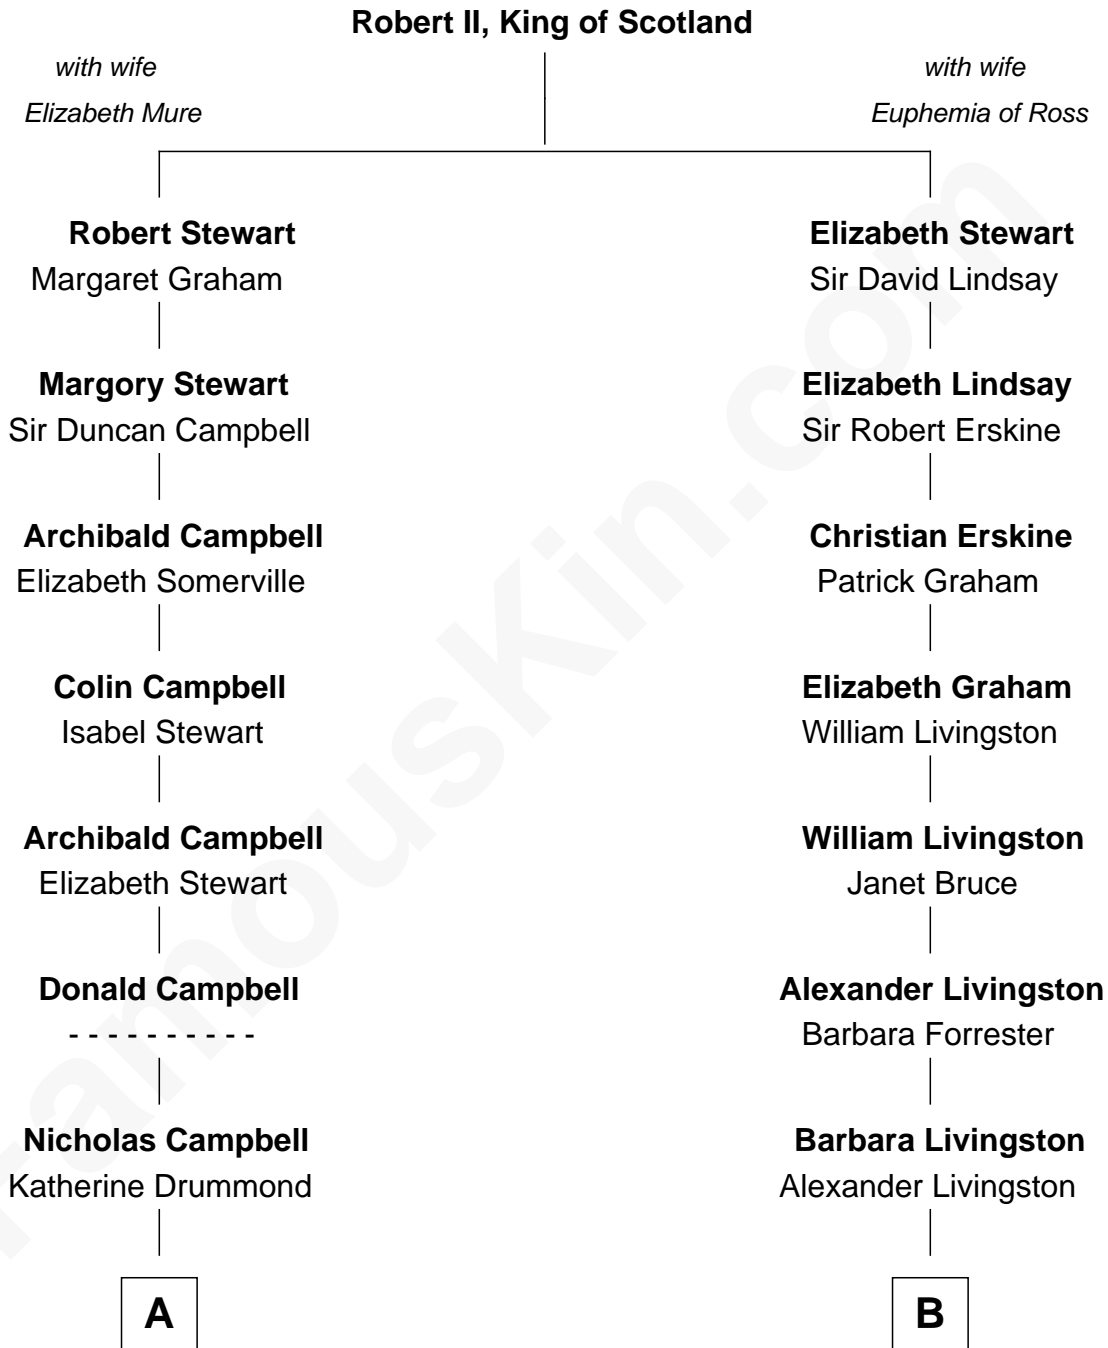 Robert II, King of Scotland
with wife
Elizabeth Mure
with wife
Euphemia of Ross
Robert Stewart
Margaret Graham
Margory Stewart
Sir Duncan Campbell
Archibald Campbell
Elizabeth Somerville
Colin Campbell
Isabel Stewart
Archibald Campbell
Elizabeth Stewart
Donald Campbell
- - - - - - - - - -
Nicholas Campbell
Katherine Drummond
A
Elizabeth Stewart
Sir David Lindsay
Elizabeth Lindsay
Sir Robert Erskine
Christian Erskine
Patrick Graham
Elizabeth Graham
William Livingston
William Livingston
Janet Bruce
Alexander Livingston
Barbara Forrester
Barbara Livingston
Alexander Livingston
B
FamousKin.com